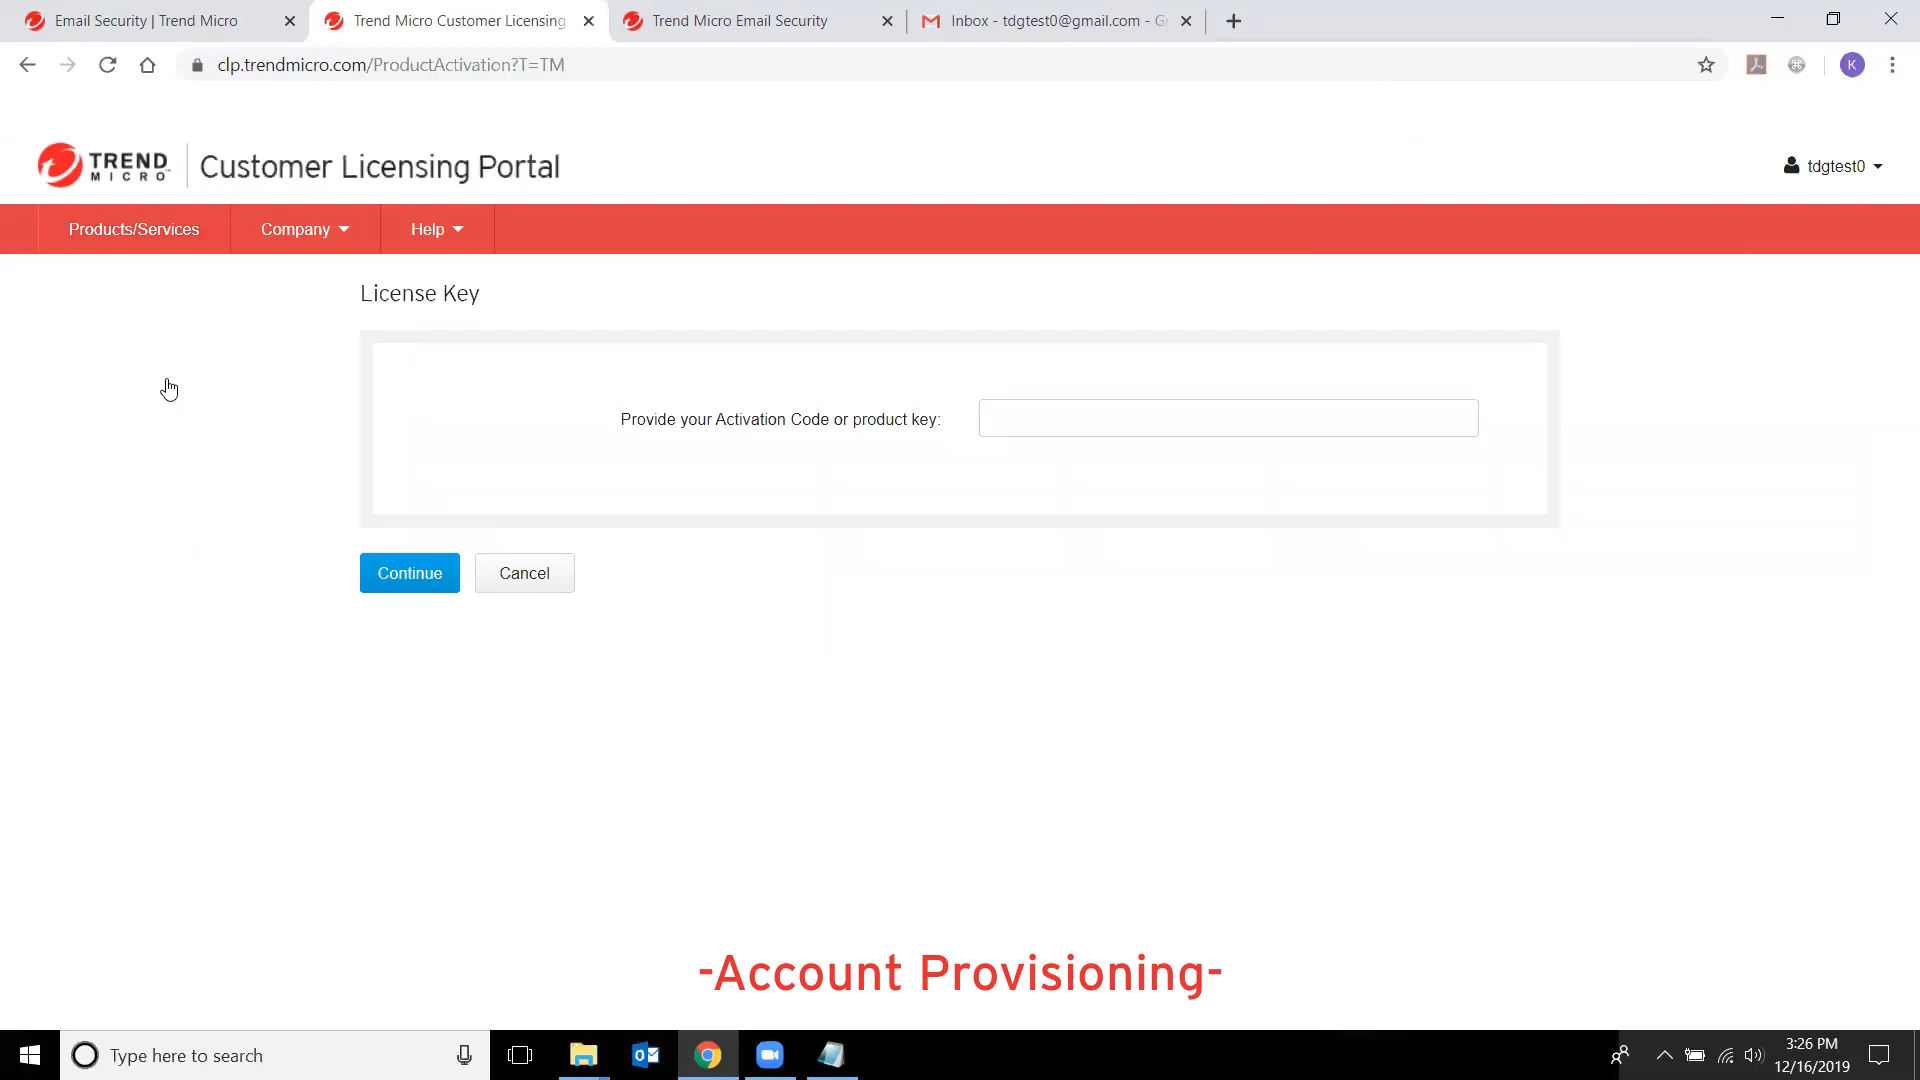 Email Security | Trend Micro
Trend Micro Customer Licensing
Trend Micro Email Security
Inbox - tdgtest0@gmail.com - G
clp.trendmicro.com/ProductActivation?T=TM
K
TREND MICRO
Customer Licensing Portal
tdgtest0
Products/Services
Company
Help
License Key
Provide your Activation Code or product key:
Continue
Cancel
-Account Provisioning-
Type here to search
3:26 PM
12/16/2019